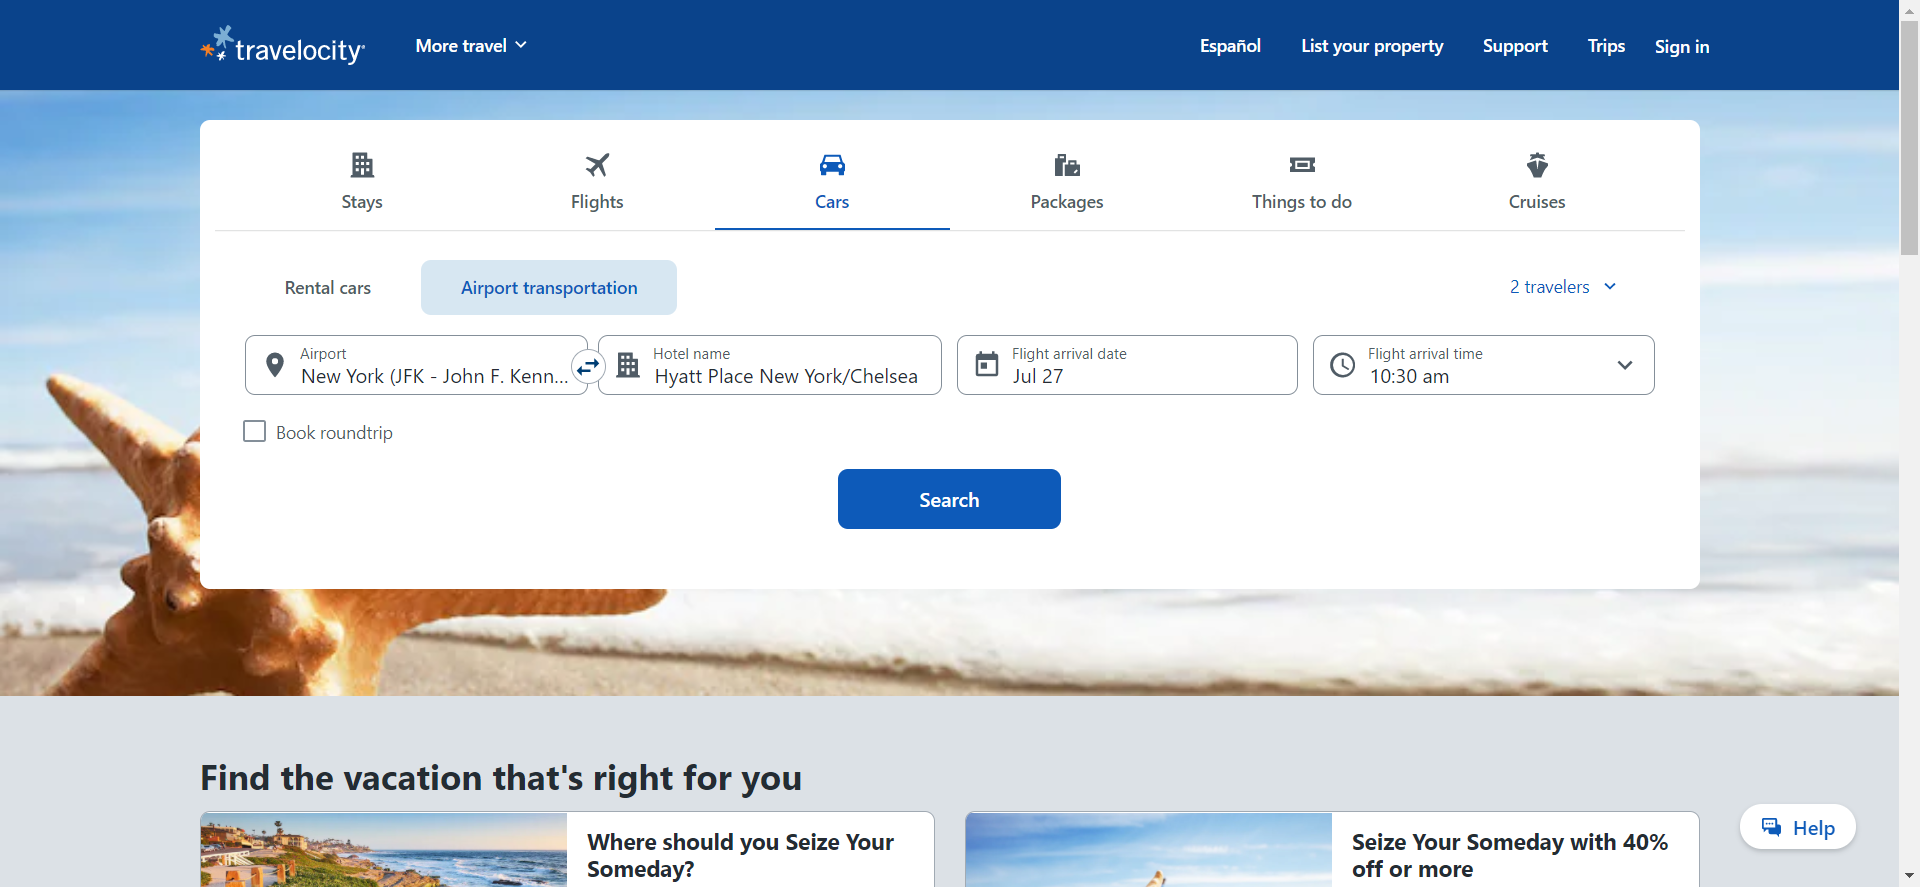 travelocity
More travel
Español
List your property
Support
Trips
Sign in
Stays
Flights
Cars
Packages
Things to do
Cruises
Rental cars
Airport transportation
2 travelers
Airport
New York (JFK - John F. Kenn...
Hotel name
Hyatt Place New York/Chelsea
Flight arrival date
Jul 27
Flight arrival time
10:30 am
Book roundtrip
Search
Find the vacation that's right for you
Where should you Seize Your
Someday?
Seize Your Someday with 40%
off or more
Help